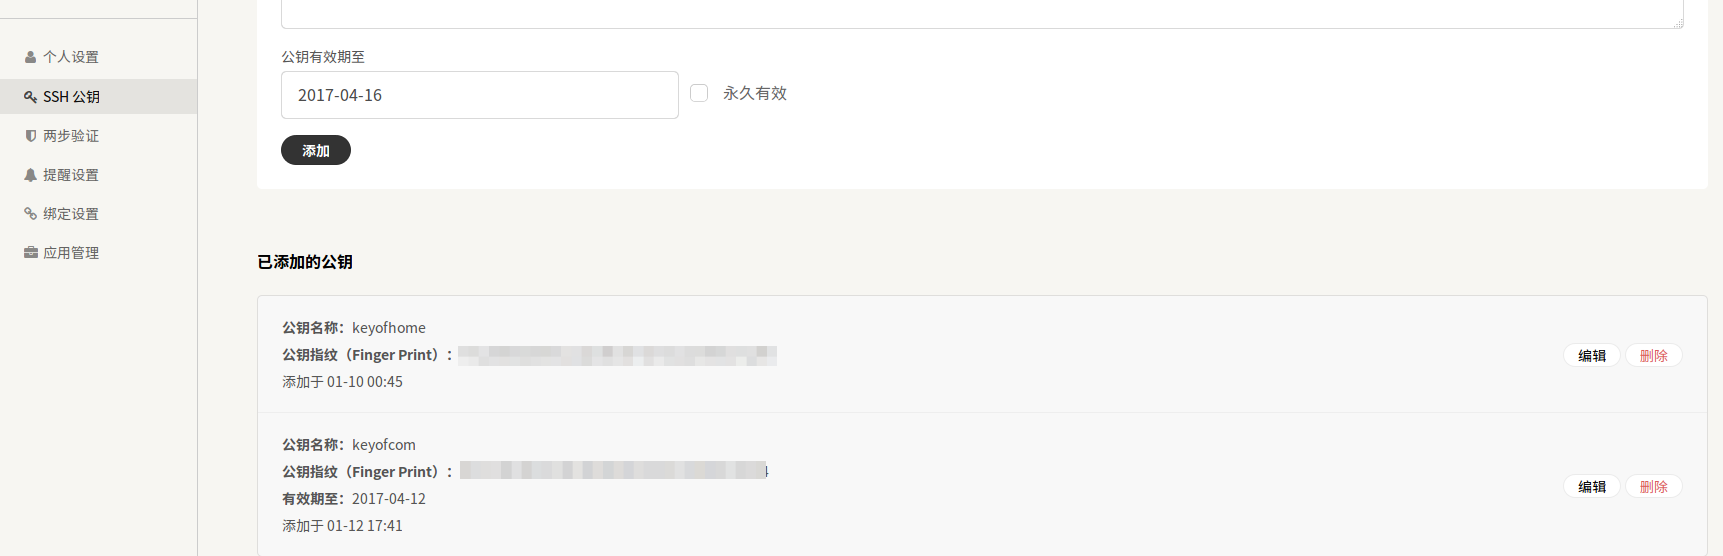 个人设置
SSH 公钥
两步验证
提醒设置
绑定设置
应用管理
公钥有效期至
2017-04-16
永久有效
添加
已添加的公钥
公钥名称：keyofhome
公钥指纹（Finger Print）：
添加于 01-10 00:45
编辑 删除
公钥名称：keyofcom
公钥指纹（Finger Print）：
有效期至：2017-04-12
添加于 01-12 17:41
编辑 删除